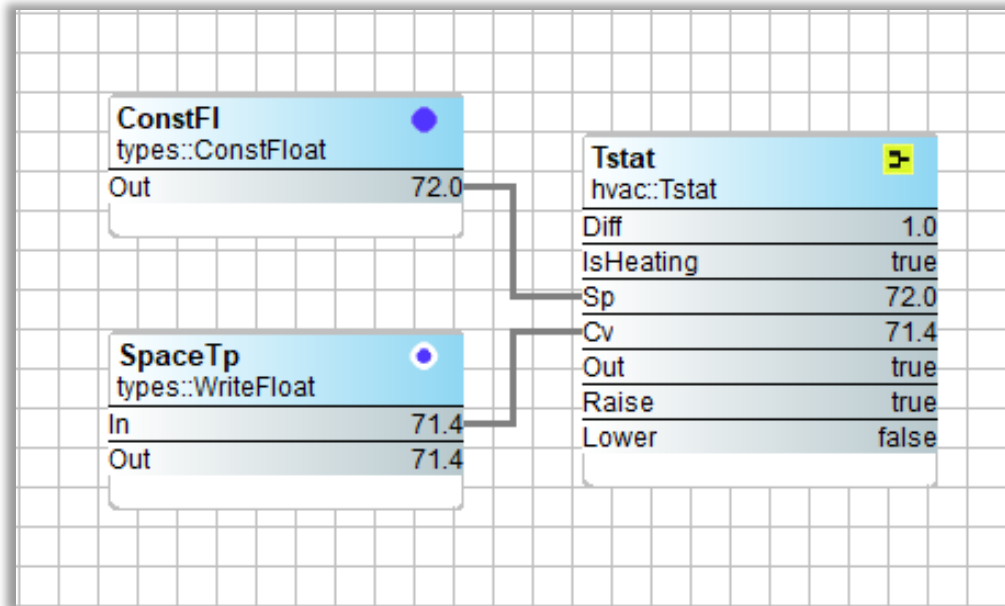 ConstFl
types::ConstFloat
Out 72.0
SpaceTp
types::WriteFloat
In 71.4
Out 71.4
Tstat
hvac::Tstat
Diff 1.0
IsHeating true
Sp 72.0
Cv 71.4
Out true
Raise true
Lower false